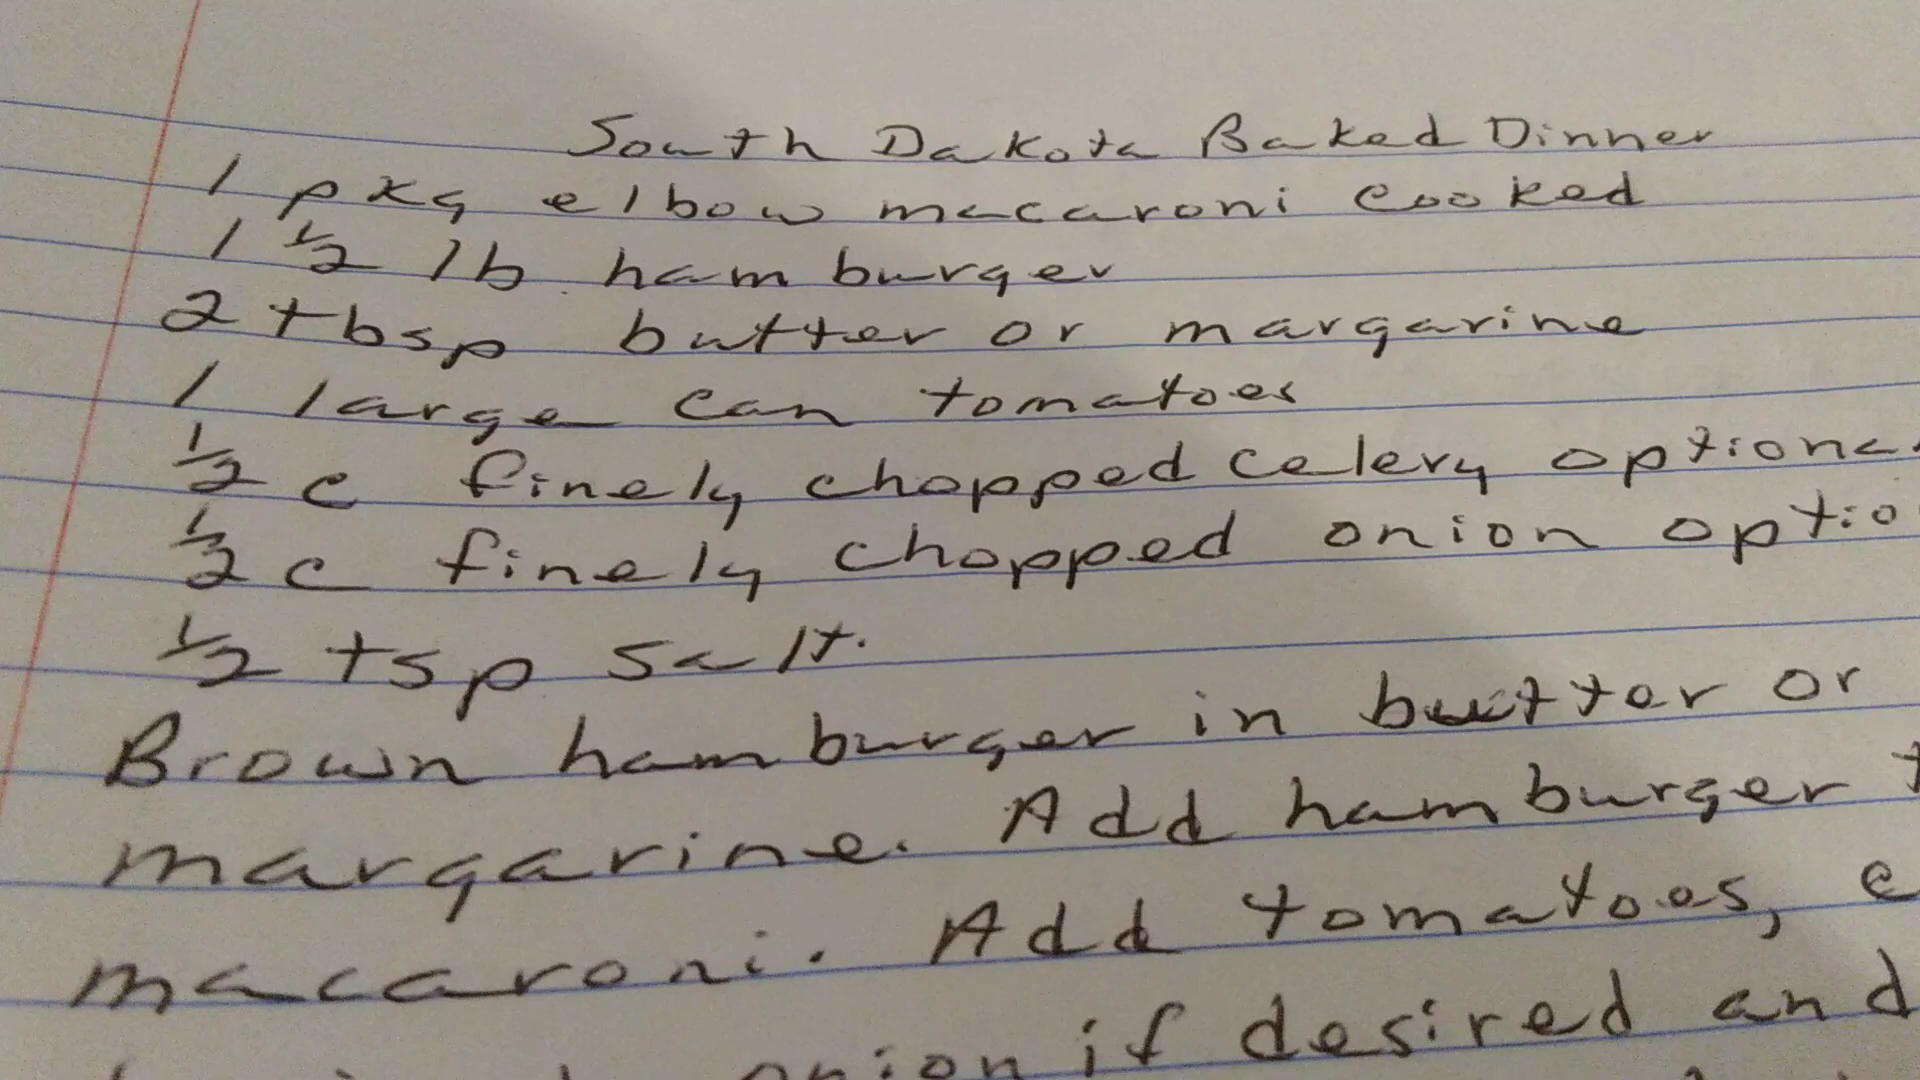 South Dakota Baked Dinner
1 pkg elbow macaroni cooked
1 1/2 lb hamburger
2 tbsp butter or margarine
1 large can tomatoes
1/2 c finely chopped celery optiona
1/2 c finely chopped onion optio
1/2 tsp salt.
Brown hamburger in butter or
margarine. Add hamburger t
macaroni. Add tomatoes, c
onion if desired and